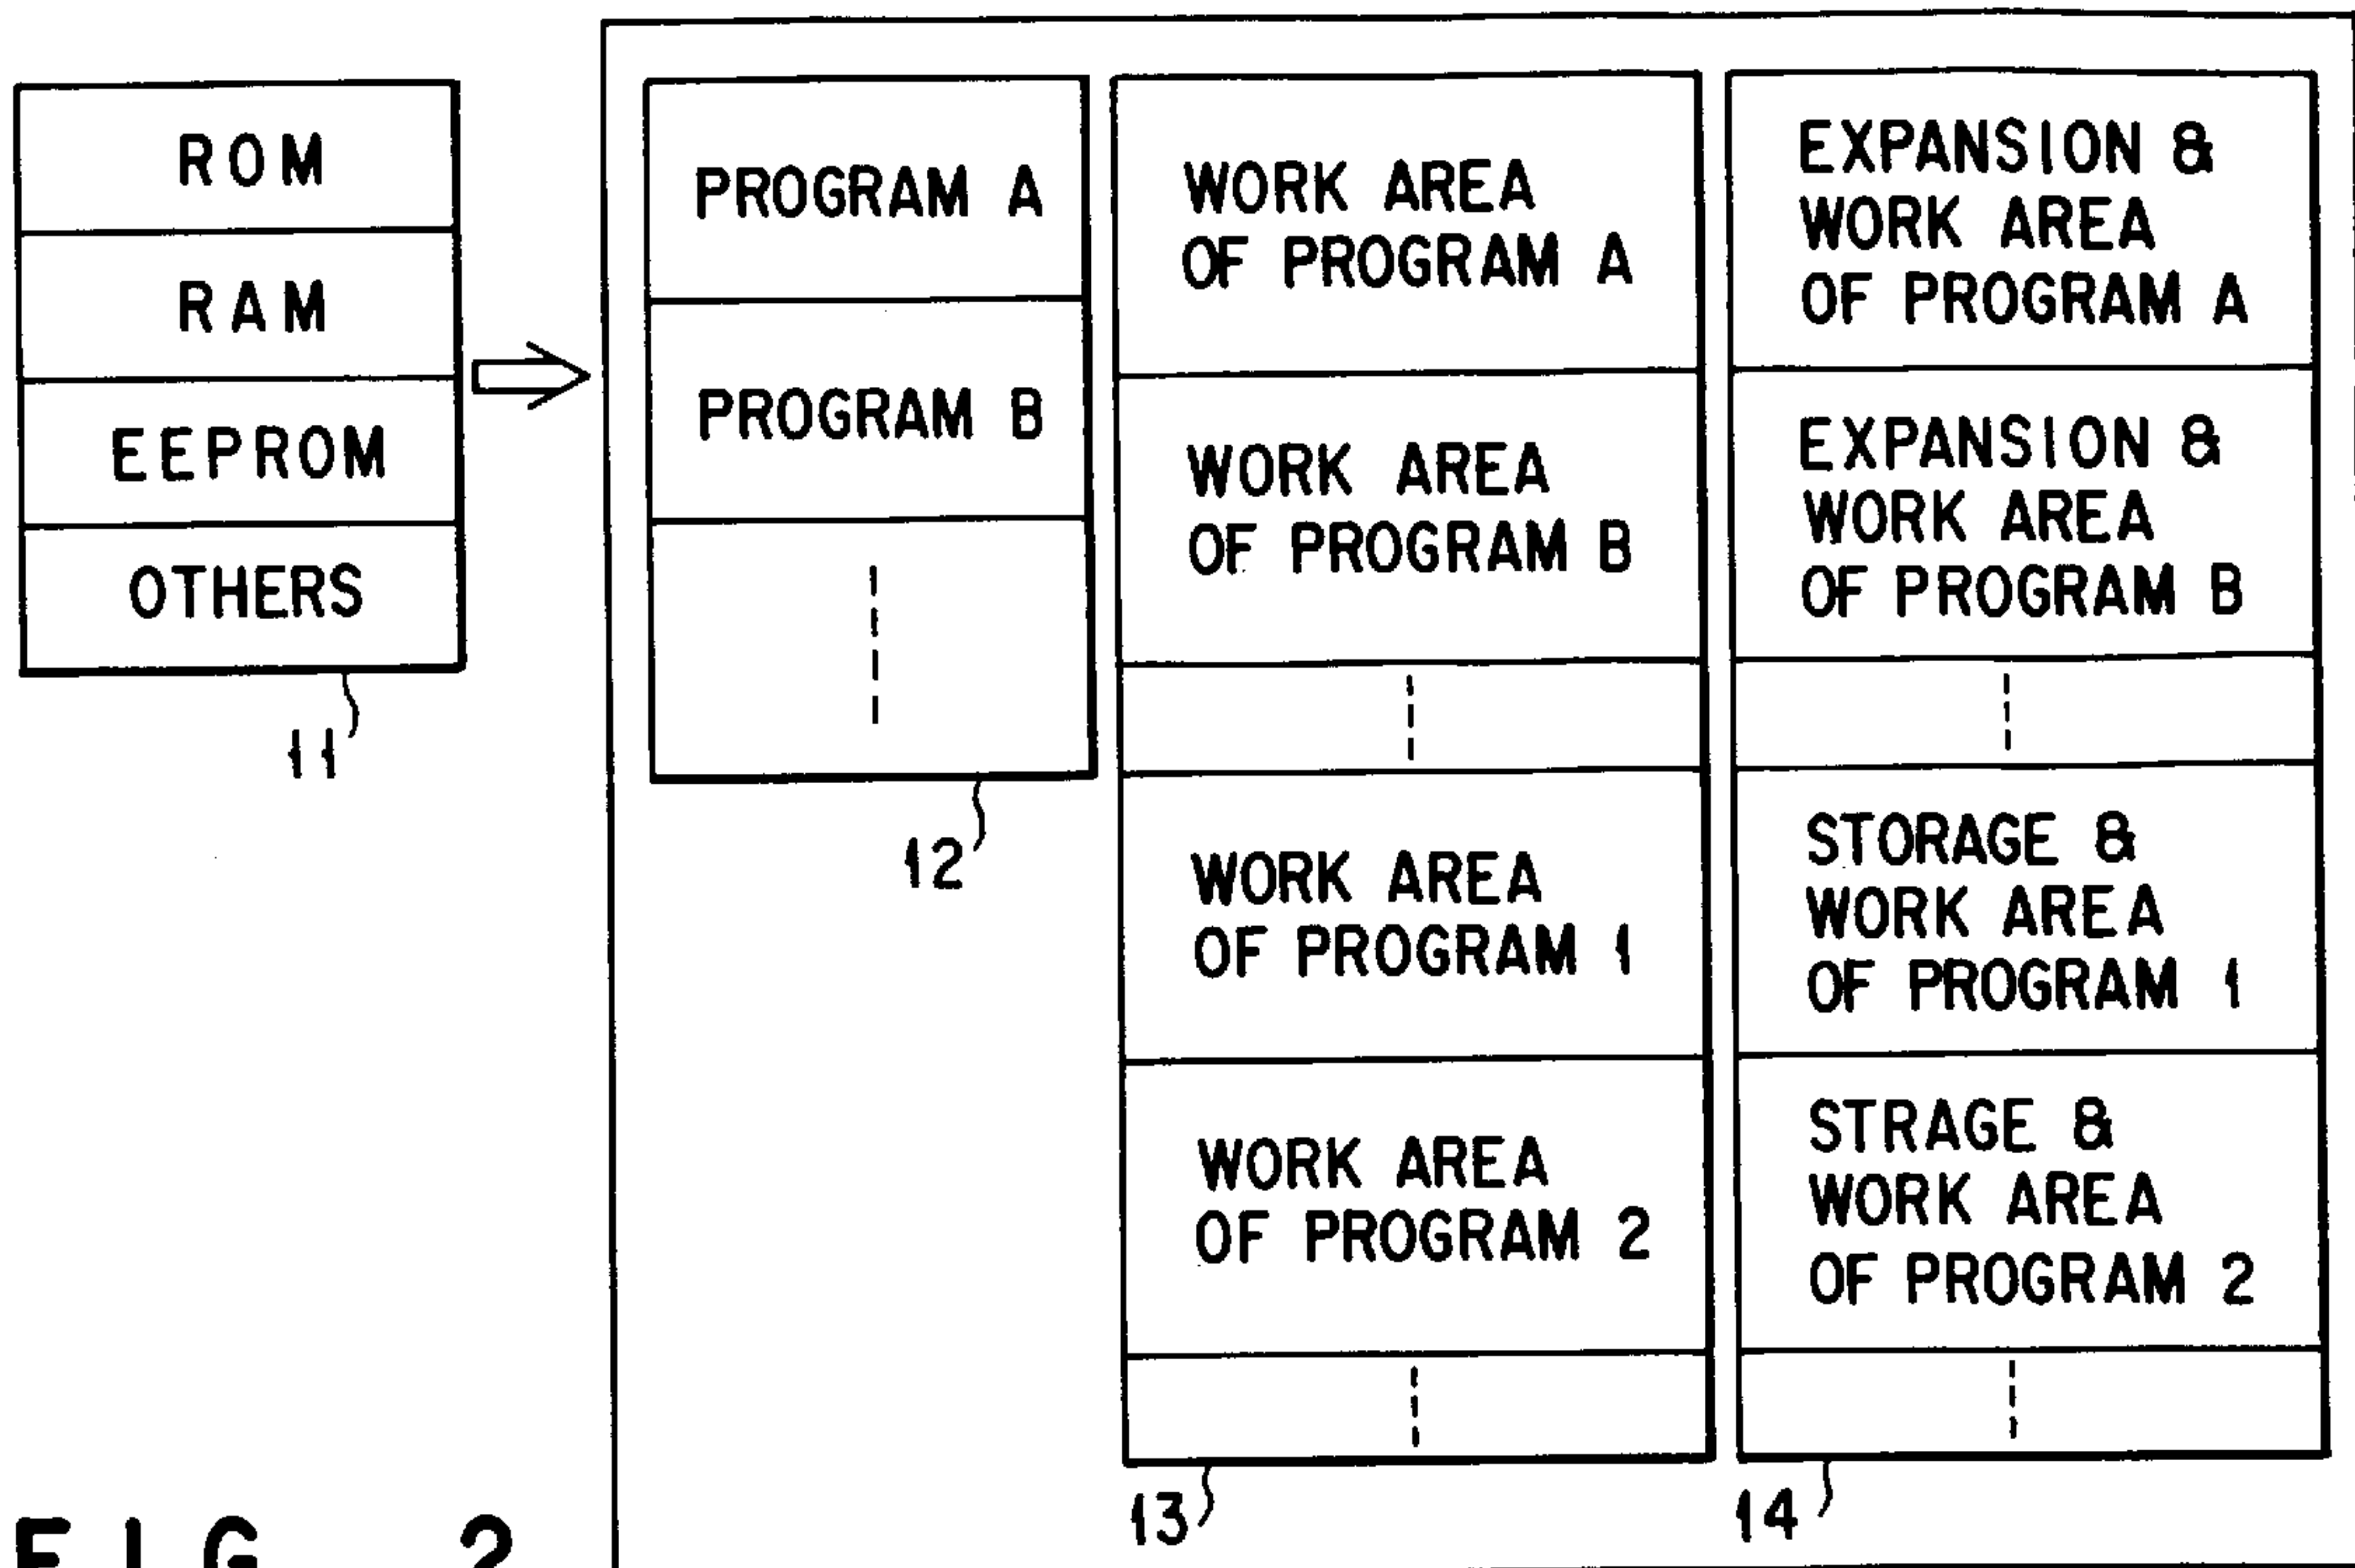 ROM
RAM
EEPROM
OTHERS
11
PROGRAM A
PROGRAM B
12
WORK AREA
OF PROGRAM A
WORK AREA
OF PROGRAM B
WORK AREA
OF PROGRAM 1
WORK AREA
OF PROGRAM 2
13
EXPANSION &
WORK AREA
OF PROGRAM A
EXPANSION &
WORK AREA
OF PROGRAM B
STORAGE &
WORK AREA
OF PROGRAM 1
STRAGE &
WORK AREA
OF PROGRAM 2
14
FIG. 2